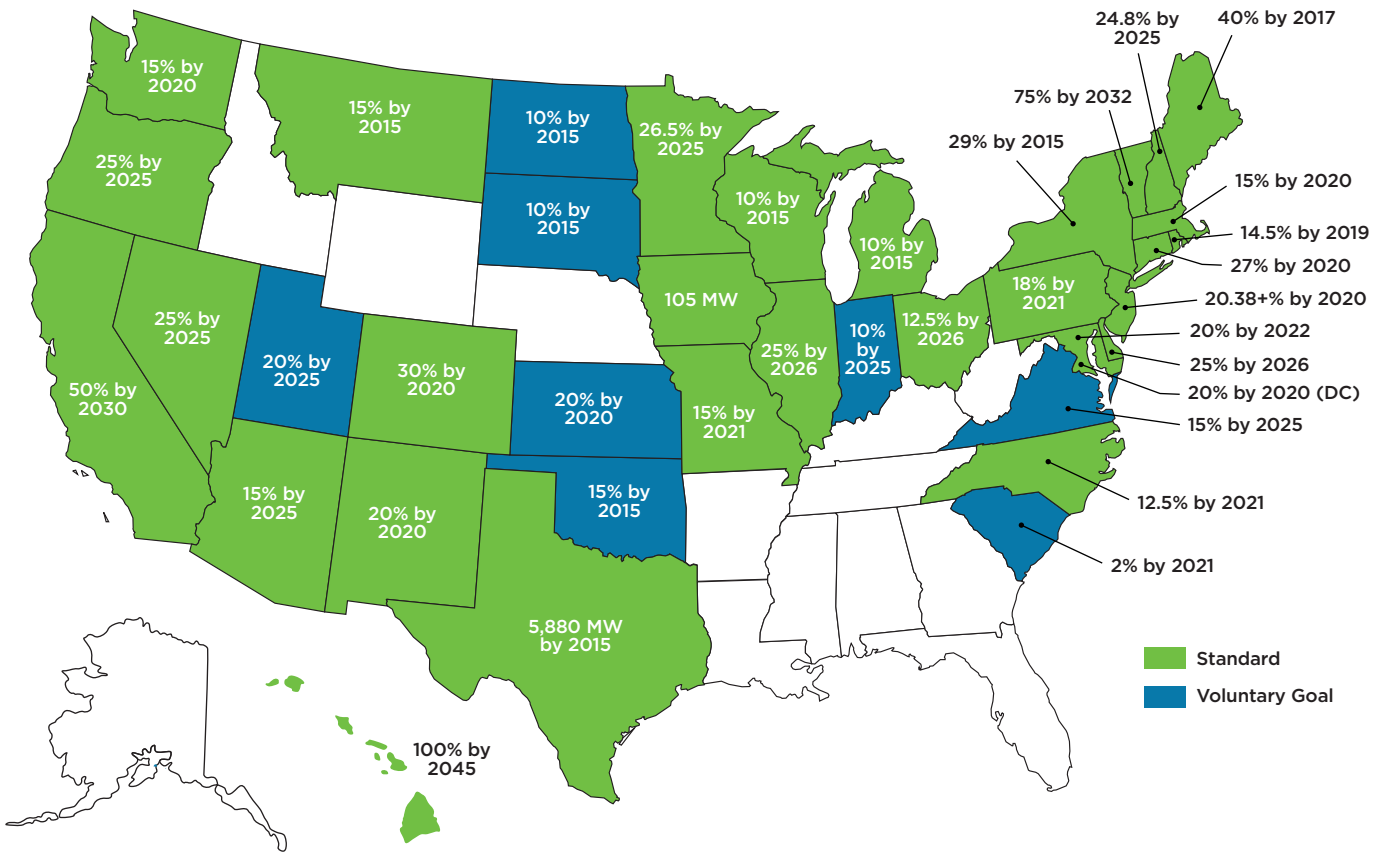 15% by
2020
15% by
2015
10% by
2015
26.5% by
2025
24.8% by
2025
40% by 2017
75% by 2032
29% by 2015
25% by
2025
10% by
2015
10% by
2015
10% by
2015
15% by 2020
14.5% by 2019
27% by 2020
20.38+% by 2020
20% by 2022
25% by 2026
20% by 2020 (DC)
15% by 2025
12.5% by 2021
2% by 2021
18% by
2021
105 MW
25% by
2025
20% by
2025
30% by
2020
50% by
2030
20% by
2020
15% by
2021
25% by
2026
10%
by
2025
12.5% by
2026
15% by
2025
20% by
2020
15% by
2015
5,880 MW
by 2015
100% by
2045
Standard
Voluntary Goal